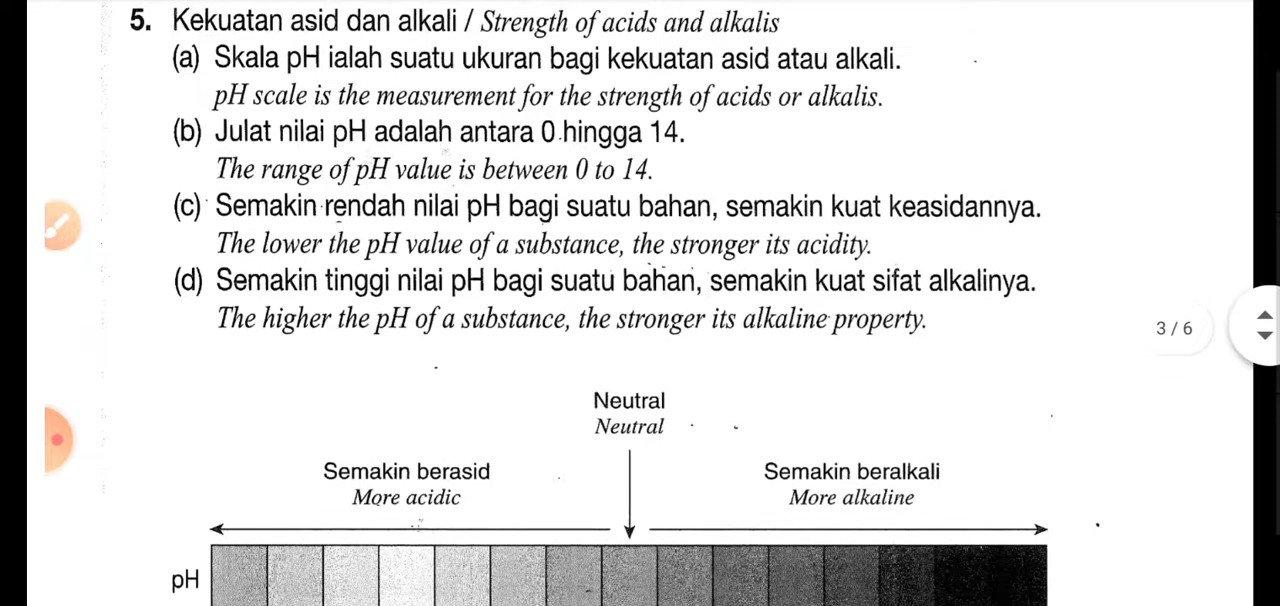 5. Kekuatan asid dan alkali / Strength of acids and alkalis
(a) Skala pH ialah suatu ukuran bagi kekuatan asid atau alkali.
pH scale is the measurement for the strength of acids or alkalis.
(b) Julat nilai pH adalah antara 0 hingga 14.
The range of pH value is between 0 to 14.
(c) Semakin rendah nilai pH bagi suatu bahan, semakin kuat keasidannya.
The lower the pH value of a substance, the stronger its acidity.
(d) Semakin tinggi nilai pH bagi suatu bahan, semakin kuat sifat alkalinya.
The higher the pH of a substance, the stronger its alkaline property.
3 / 6
Neutral
Neutral
Semakin berasid
More acidic
Semakin beralkali
More alkaline
pH